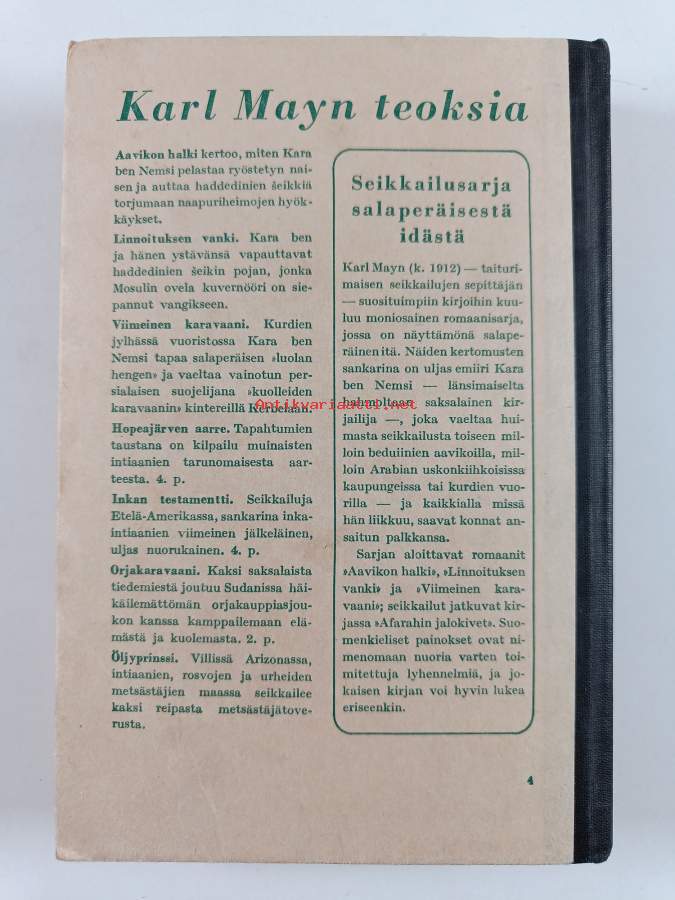 Karl Mayn teoksia
Aavikon halki kertoo, miten Kara
ben Nemsi pelastaa ryöstetyn nai-
sen ja auttaa haddedinien šeikkiä
torjumaan naapuriheimojen hyök-
käykset.
Linnoituksen vanki. Kara ben
ja hänen ystävänsä vapauttavat
haddedinien šeikin pojan, jonka
Mosulin ovela kuvernööri on sie-
pannut vangikseen.
Viimeinen karavaani. Kurdien
jylhässä vuoristossa Kara ben
Nemsi tapaa salaperäisen »luolan
hengen» ja vaeltaa vainotun per-
sialaisen suojelijana »kuolleiden
karavaanin» kintereillä Kerbelaan.
Hopeajärven aarre. Tapahtumien
taustana on kilpailu muinaisten
intiaanien tarunomaisesta aar-
teesta. 4. p.
Inkan testamentti. Seikkailuja
Etelä-Amerikassa, sankarina inka-
intiaanien viimeinen jälkeläinen,
uljas nuorukainen. 4. p.
Orjakaravaani. Kaksi saksalaista
tiedemiestä joutuu Sudanissa häi-
käilemättömän orjakauppiasjou-
kon kanssa kamppailemaan elä-
mästä ja kuolemasta. 2. p.
Öljyprinssi. Villissä Arizonassa,
intiaanien, rosvojen ja urheiden
metsästäjien maassa seikkailee
kaksi reipasta metsästäjätove-
rusta.
Seikkailusarja
salaperäisestä
idästä
Karl Mayn (k. 1912) — taituri-
maisen seikkailujen sepittäjän
— suosituimpiin kirjoihin kuu-
luu moniosainen romaanisarja,
jossa on näyttämönä salape-
räinen itä. Näiden kertomusten
sankarina on uljas emiiri Kara
ben Nemsi — länsimaiselta
hahmoltaan saksalainen kir-
jailija —, joka vaeltaa hui-
masta seikkailusta toiseen mil-
loin beduiinien aavikoilla, mil-
loin Arabian uskonkiihkoisissa
kaupungeissa tai kurdien vuo-
rilla — ja kaikkialla missä
hän liikkuu, saavat konnat an-
saitun palkkansa.
Sarjan aloittavat romaanit
»Aavikon halki», »Linnoituksen
vanki» ja »Viimeinen kara-
vaani»; seikkailut jatkuvat kir-
jassa »Afarahin jalokivet». Suo-
menkieliset painokset ovat ni-
menomaan nuoria varten toi-
mitettuja lyhennelmiä, ja jo-
kaisen kirjan voi hyvin lukea
eriseenkin.
4
Antikvariaatti.net